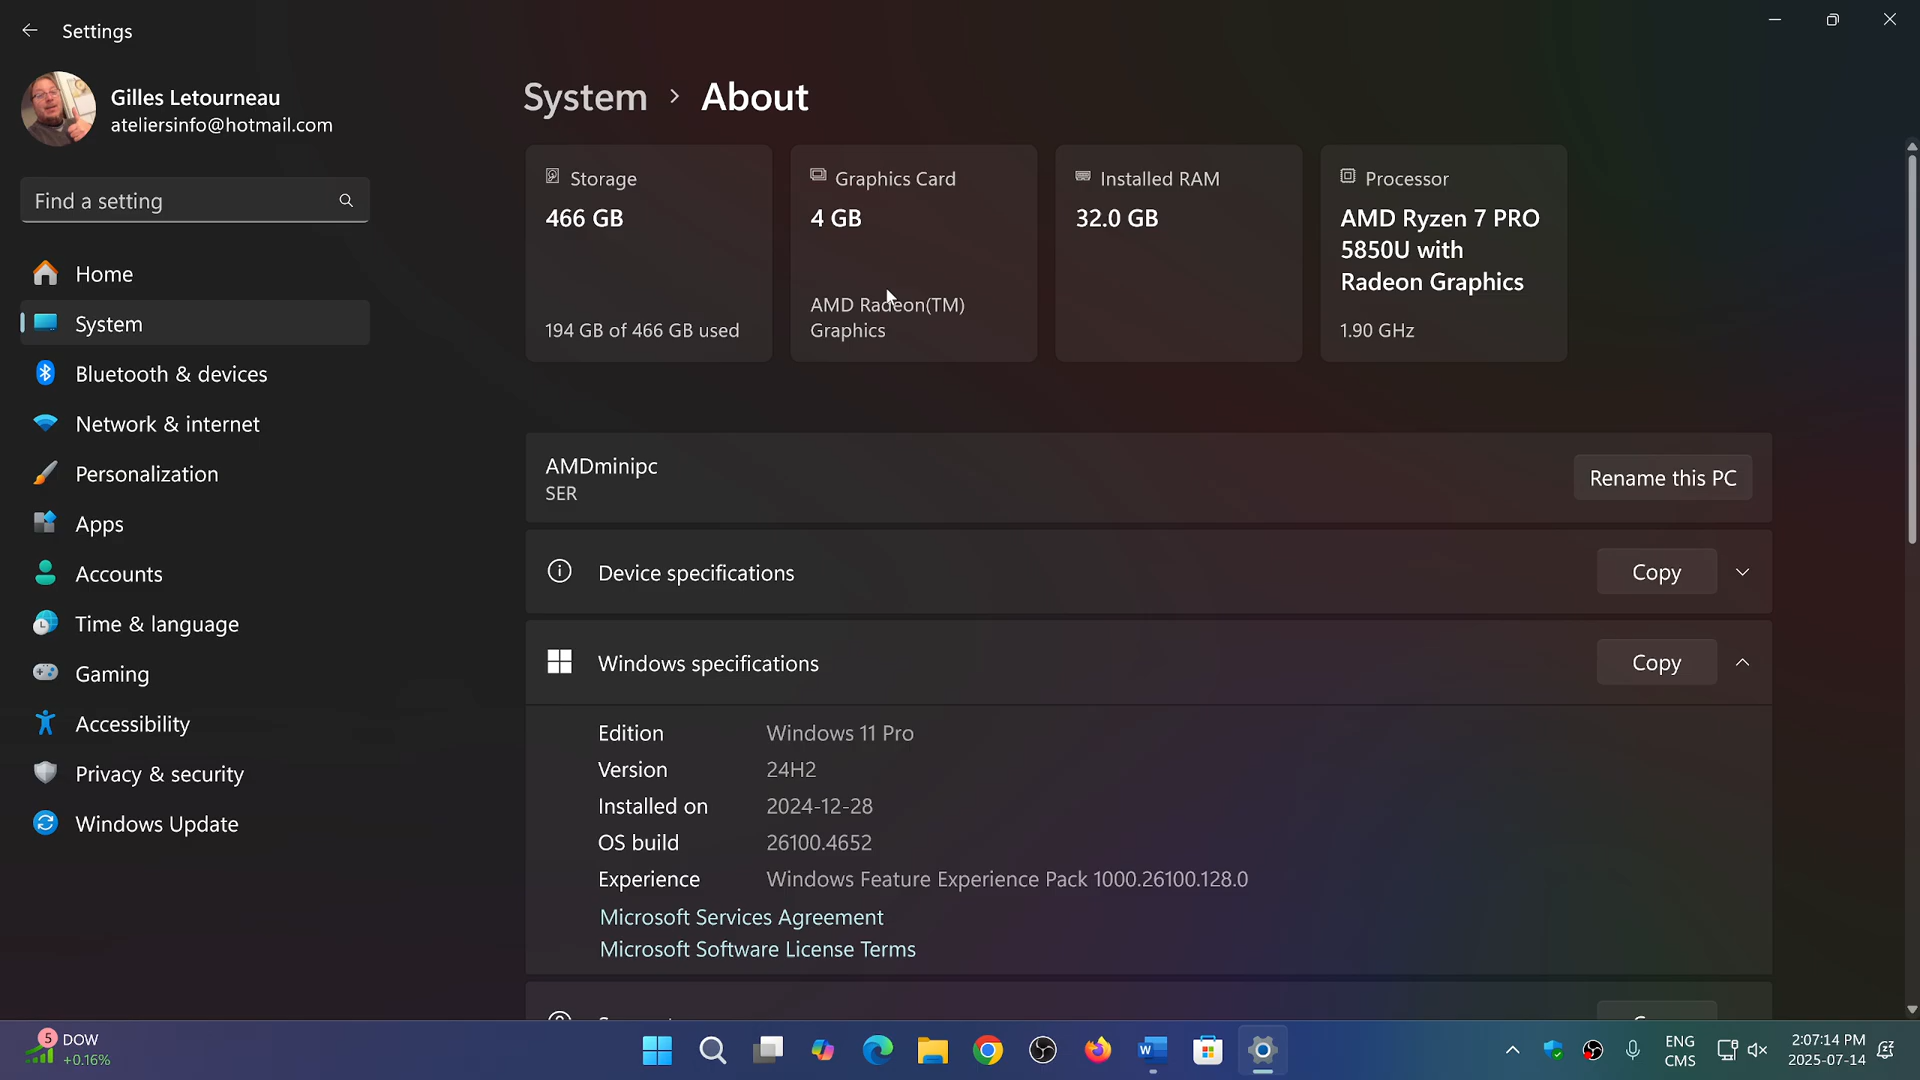 Settings
Gilles Letourneau
ateliersinfo@hotmail.com
Find a setting
Home
System
Bluetooth & devices
Network & internet
Personalization
Apps
Accounts
Time & language
Gaming
Accessibility
Privacy & security
Windows Update
System > About
Storage
466 GB
194 GB of 466 GB used
Graphics Card
4 GB
AMD Radeon(TM)
Graphics
Installed RAM
32.0 GB
Processor
AMD Ryzen 7 PRO
5850U with
Radeon Graphics
1.90 GHz
AMDminipc
SER
Rename this PC
Device specifications
Copy
Windows specifications
Copy
Edition Windows 11 Pro
Version 24H2
Installed on 2024-12-28
OS build 26100.4652
Experience Windows Feature Experience Pack 1000.26100.128.0
Microsoft Services Agreement
Microsoft Software License Terms
5
DOW
+0.16%
W
ENG
CMS
2:07:14 PM
2025-07-14